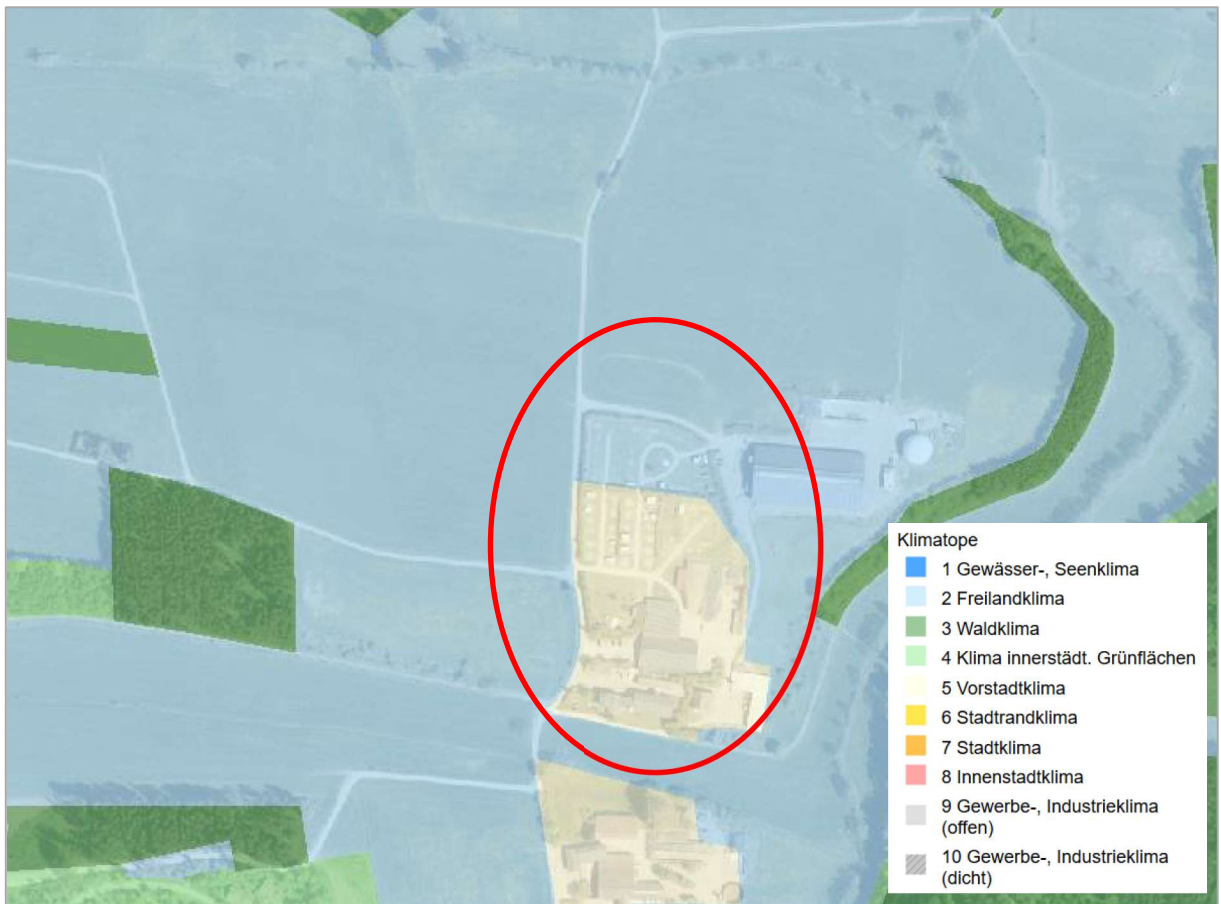 Klimatope
1 Gewässer-, Seenklima
2 Freilandklima
3 Waldklima
4 Klima innerstädt. Grünflächen
5 Vorstadtklima
6 Stadtrandklima
7 Stadtklima
8 Innenstadtklima
9 Gewerbe-, Industrieklima
(offen)
10 Gewerbe-, Industrieklima
(dicht)